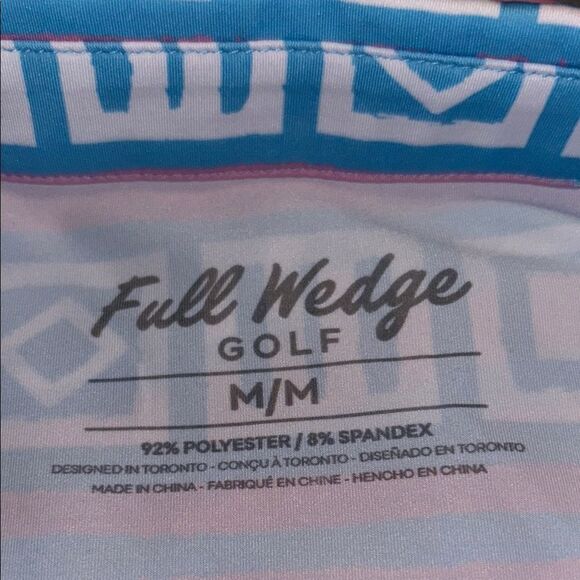 Full Wedge
GOLF
M/M
92% POLYESTER / 8% SPANDEX
DESIGNED IN TORONTO - CONÇU À TORONTO - DISEÑADO EN TORONTO
MADE IN CHINA - FABRIQUÉ EN CHINE - HENCHO EN CHINA